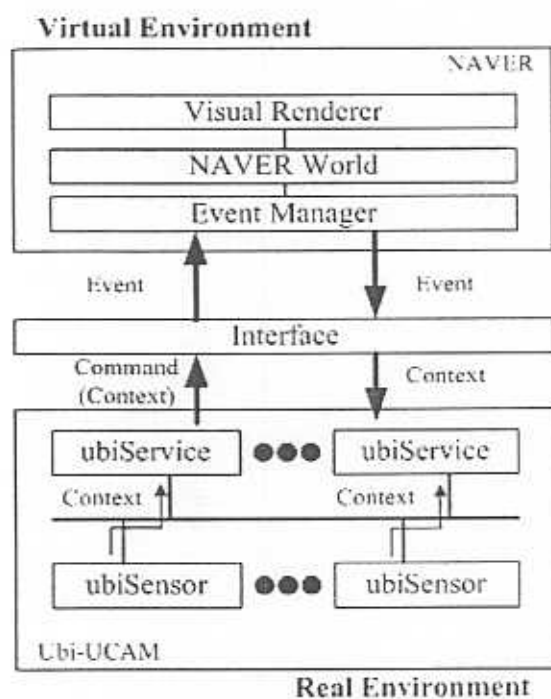 Virtual Environment
NAVER
Visual Renderer
NAVER World
Event Manager
Event
Event
Interface
Command
(Context)
Context
ubiService
ubiService
Context
Context
ubiSensor
ubiSensor
Ubi-UCAM
Real Environment